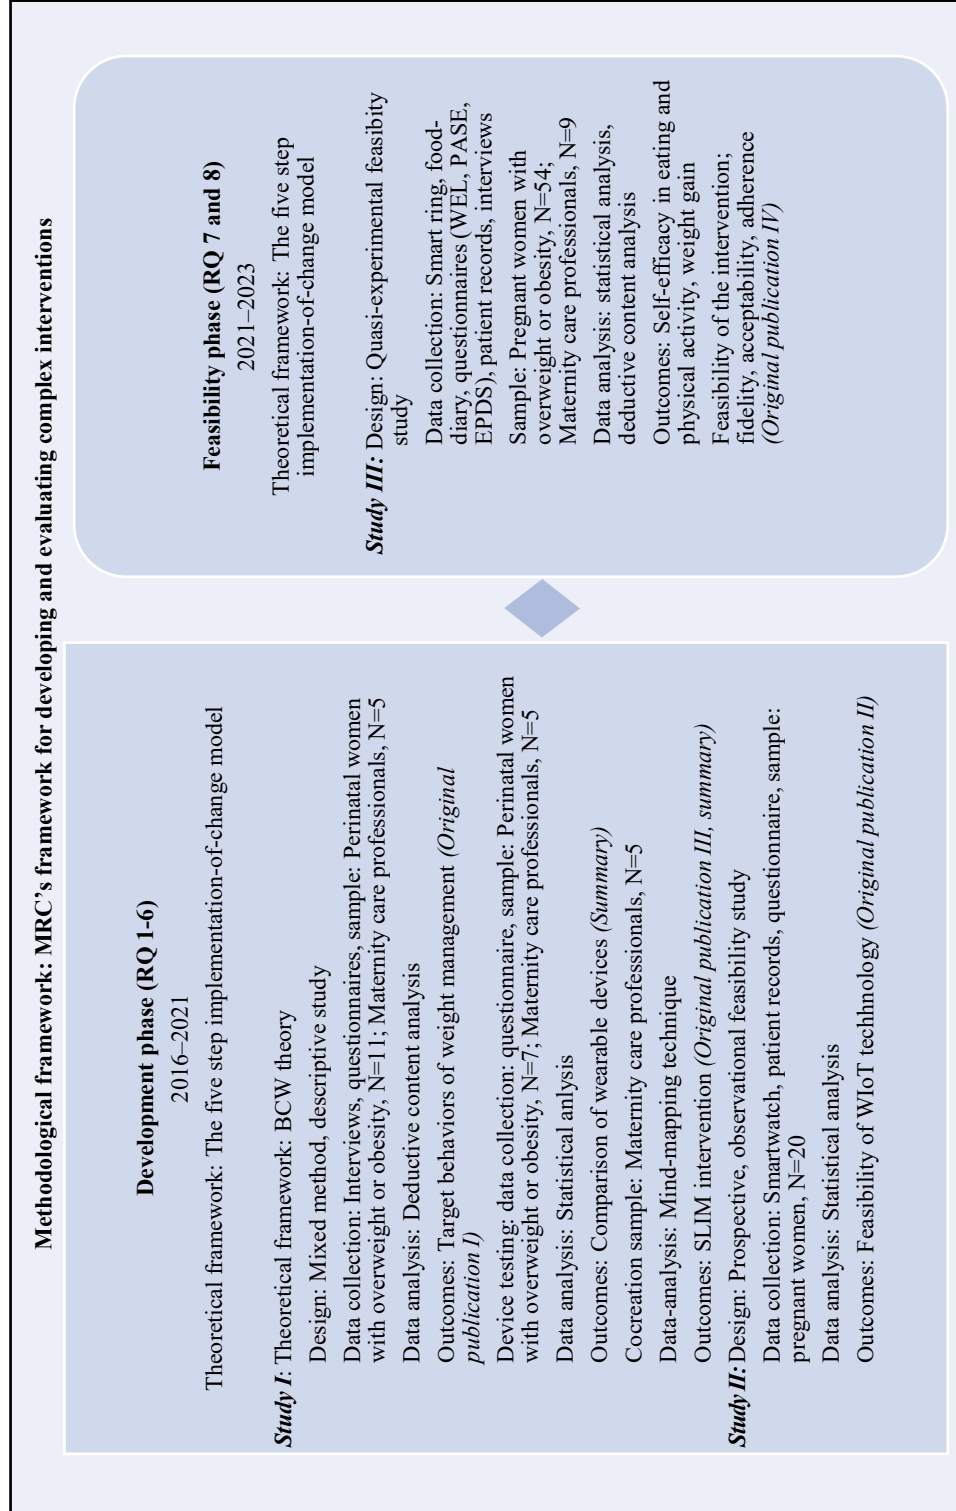 Methodological framework: MRC’s framework for developing and evaluating complex interventions
Development phase (RQ 1-6)
2016–2021
Theoretical framework: The five step implementation-of-change model
Study I: Theoretical framework: BCW theory
Design: Mixed method, descriptive study
Data collection: Interviews, questionnaires, sample: Perinatal women
with overweight or obesity, N=11; Maternity care professionals, N=5
Data analysis: Deductive content analysis
Outcomes: Target behaviors of weight management (Original
publication I)
Device testing: data collection: questionnaire, sample: Perinatal women
with overweight or obesity, N=7; Maternity care professionals, N=5
Data analysis: Statistical anlysis
Outcomes: Comparison of wearable devices (Summary)
Cocreation sample: Maternity care professionals, N=5
Data-analysis: Mind-mapping technique
Outcomes: SLIM intervention (Original publication III, summary)
Study II: Design: Prospective, observational feasibility study
Data collection: Smartwatch, patient records, questionnaire, sample:
pregnant women, N=20
Data analysis: Statistical analysis
Outcomes: Feasibility of WIoT technology (Original publication II)
Feasibility phase (RQ 7 and 8)
2021–2023
Theoretical framework: The five step
implementation-of-change model
Study III: Design: Quasi-experimental feasibity
study
Data collection: Smart ring, food-
diary, questionnaires (WEL, PASE,
EPDS), patient records, interviews
Sample: Pregnant women with
overweight or obesity, N=54;
Maternity care professionals, N=9
Data analysis: statistical analysis,
deductive content analysis
Outcomes: Self-efficacy in eating and
physical activity, weight gain
Feasibility of the intervention;
fidelity, acceptability, adherence
(Original publication IV)